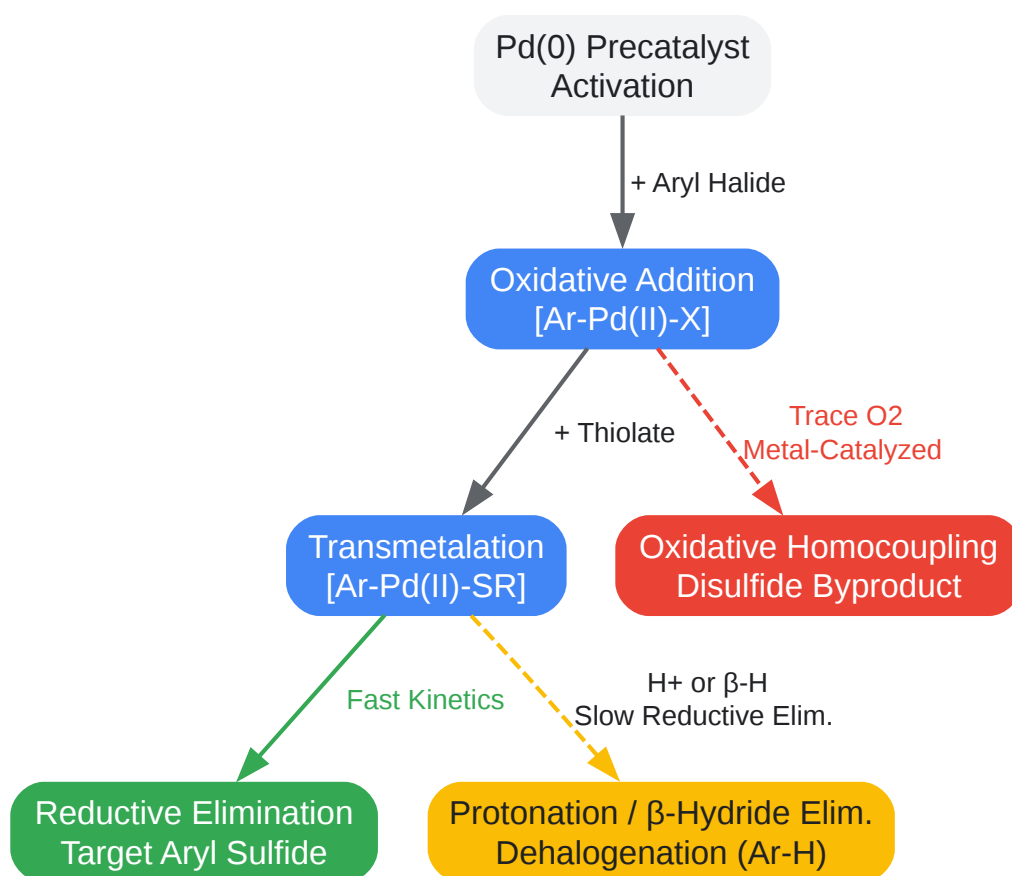 Pd(0) Precatalyst
Activation
+ Aryl Halide
Oxidative Addition
[Ar-Pd(II)-X]
+ Thiolate
Trace O2
Metal-Catalyzed
Transmetalation
[Ar-Pd(II)-SR]
Oxidative Homocoupling
Disulfide Byproduct
Fast Kinetics
H+ or β-H
Slow Reductive Elim.
Reductive Elimination
Target Aryl Sulfide
Protonation / β-Hydride Elim.
Dehalogenation (Ar-H)